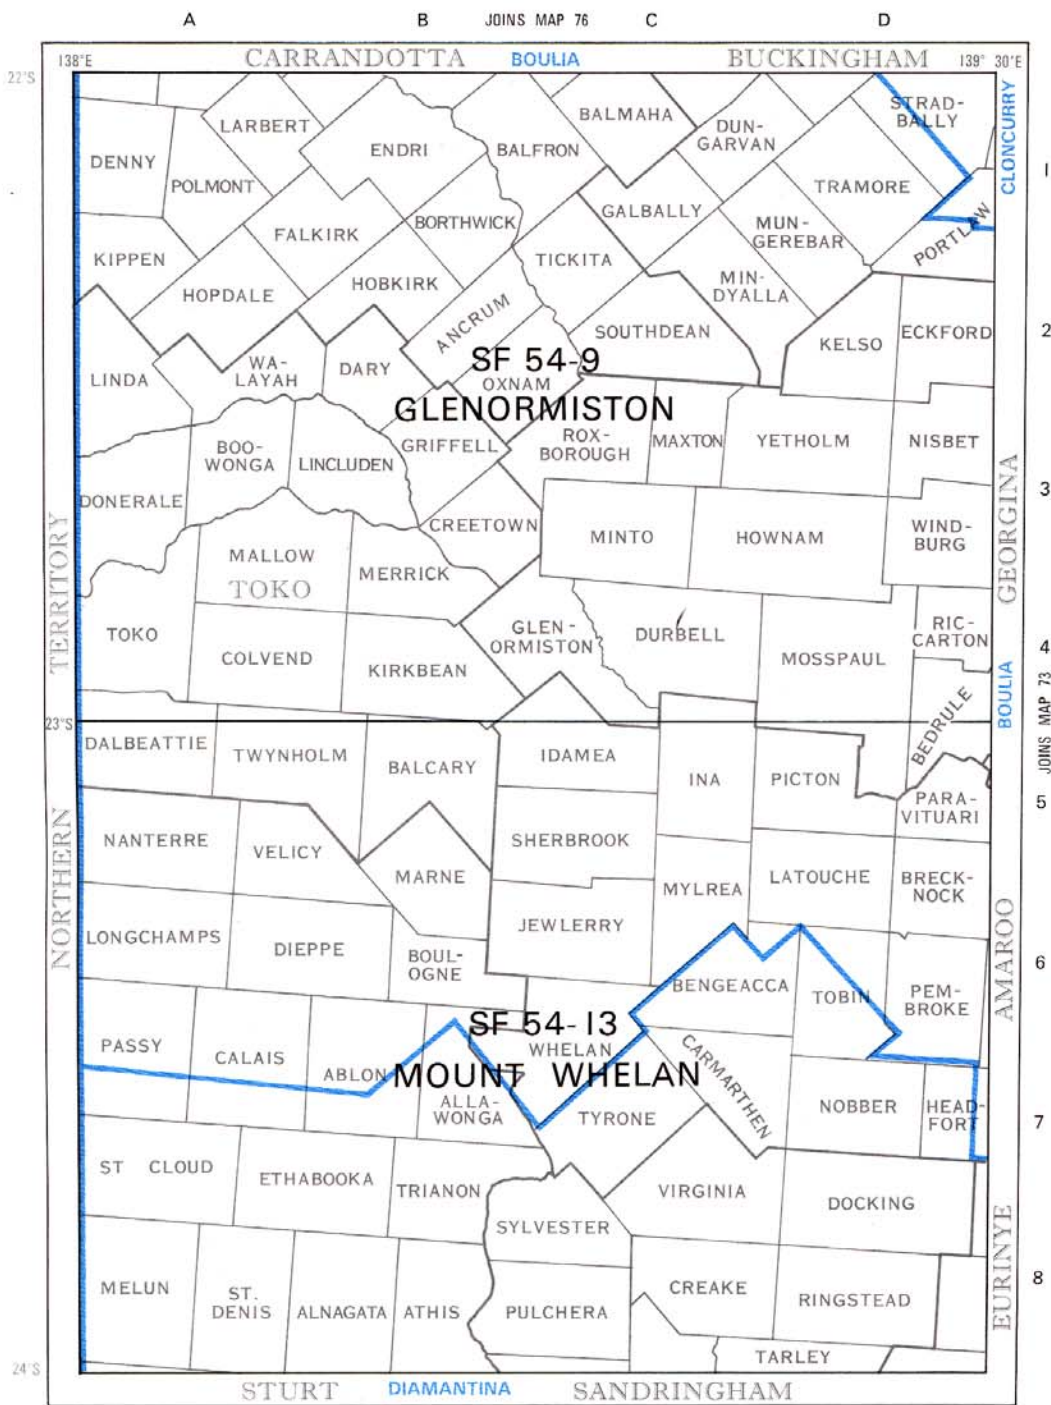 A
B
JOINS MAP 76
C
D
138°E
CARRANDOTTA
BOULIA
BUCKINGHAM
139° 30'E
22°S
STRAD-
BALLY
CLONCURRY
LARBERT
BALMAHA
DUN-
GARVAN
DENNY
ENDRI
BALFRON
1
POLMONT
TRAMORE
GALBALLY
BORTHWICK
FALKIRK
MUN-
GEREBAR
PORTLAW
KIPPEN
TICKITA
HOPDALE
HOBKIRK
MIN-
DYALLA
ANCRUM
SOUTHDEAN
KELSO
ECKFORD
2
SF 54-9
LINDA
WA-
LAYAH
DARY
OXNAM
GLENORMISTON
BOO-
WONGA
LINCLUDEN
GRIFFELL
ROX-
BOROUGH
MAXTON
YETHOLM
NISBET
GEORGINA
3
DONERALE
CREETOWN
MINTO
HOWNAM
WIND-
BURG
MALLOW
TOKO
MERRICK
TERRITORY
TOKO
COLVEND
KIRKBEAN
GLEN-
ORMISTON
DURBELL
MOSSPAUL
RIC-
CARTON
4
BOULIA
JOINS MAP 73
BEDRULE
23°S
DALBEATTIE
TWYNHOLM
BALCARY
IDAMEA
INA
PICTON
PARA-
VITUARI
5
NANTERRE
VELICY
SHERBROOK
MARNE
MYLREA
LATOUCHE
BRECK-
NOCK
NORTHERN
LONGCHAMPS
DIEPPE
BOUL-
OGNE
JEWLERRY
AMAROO
6
BENGEACCA
TOBIN
PEM-
BROKE
SF 54-13
PASSY
CALAIS
ABLON
WHELAN
MOUNT WHELAN
CARMARTHEN
ALLA-
WONGA
TYRONE
NOBBER
HEAD-
FORT
7
ST CLOUD
ETHABOOKA
TRIANON
VIRGINIA
DOCKING
SYLVESTER
EURINYE
MELUN
ST.
DENIS
ALNAGATA
ATHIS
PULCHERA
CREAKE
RINGSTEAD
8
TARLEY
24°S
STURT
DIAMANTINA
SANDRINGHAM